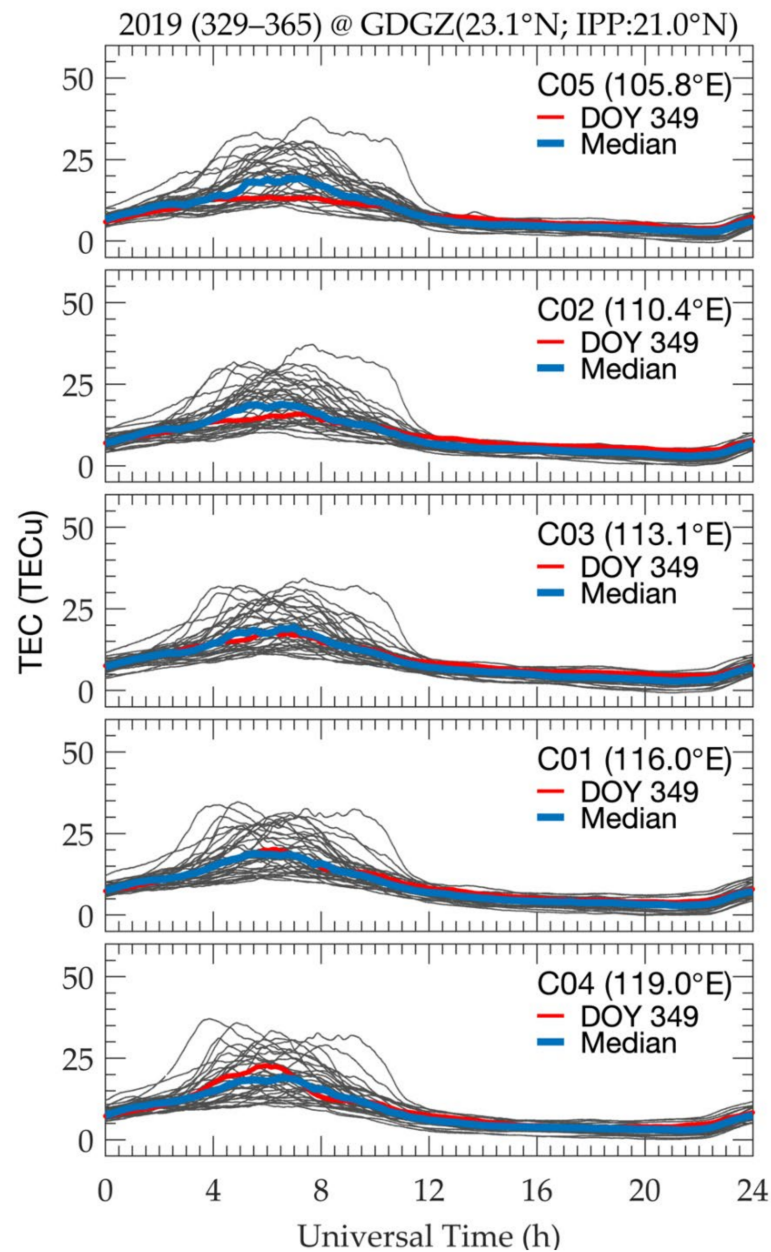 2019 (329–365) @ GDGZ(23.1°N; IPP:21.0°N)
C05 (105.8°E)
DOY 349
Median
50
25
0
C02 (110.4°E)
DOY 349
Median
50
25
0
TEC (TECu)
C03 (113.1°E)
DOY 349
Median
50
25
0
C01 (116.0°E)
DOY 349
Median
50
25
0
C04 (119.0°E)
DOY 349
Median
50
25
0
0 4 8 12 16 20 24
Universal Time (h)